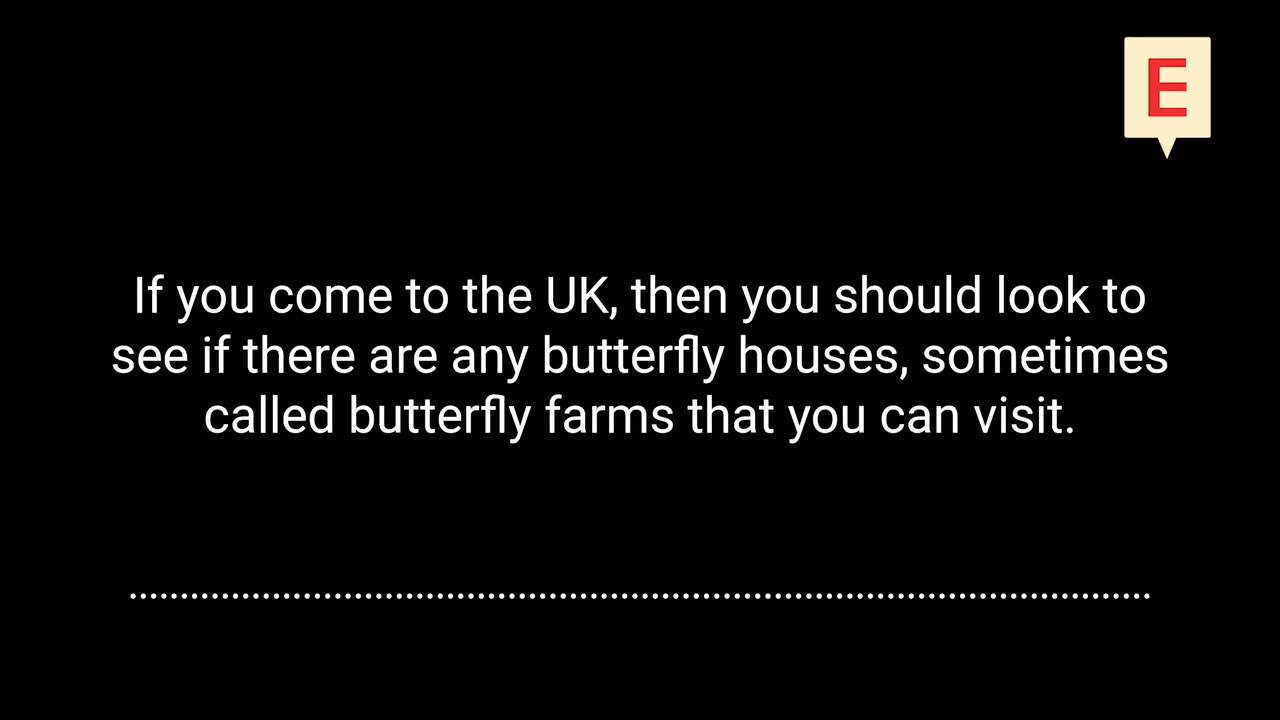 E
If you come to the UK, then you should look to
see if there are any butterfly houses, sometimes
called butterfly farms that you can visit.